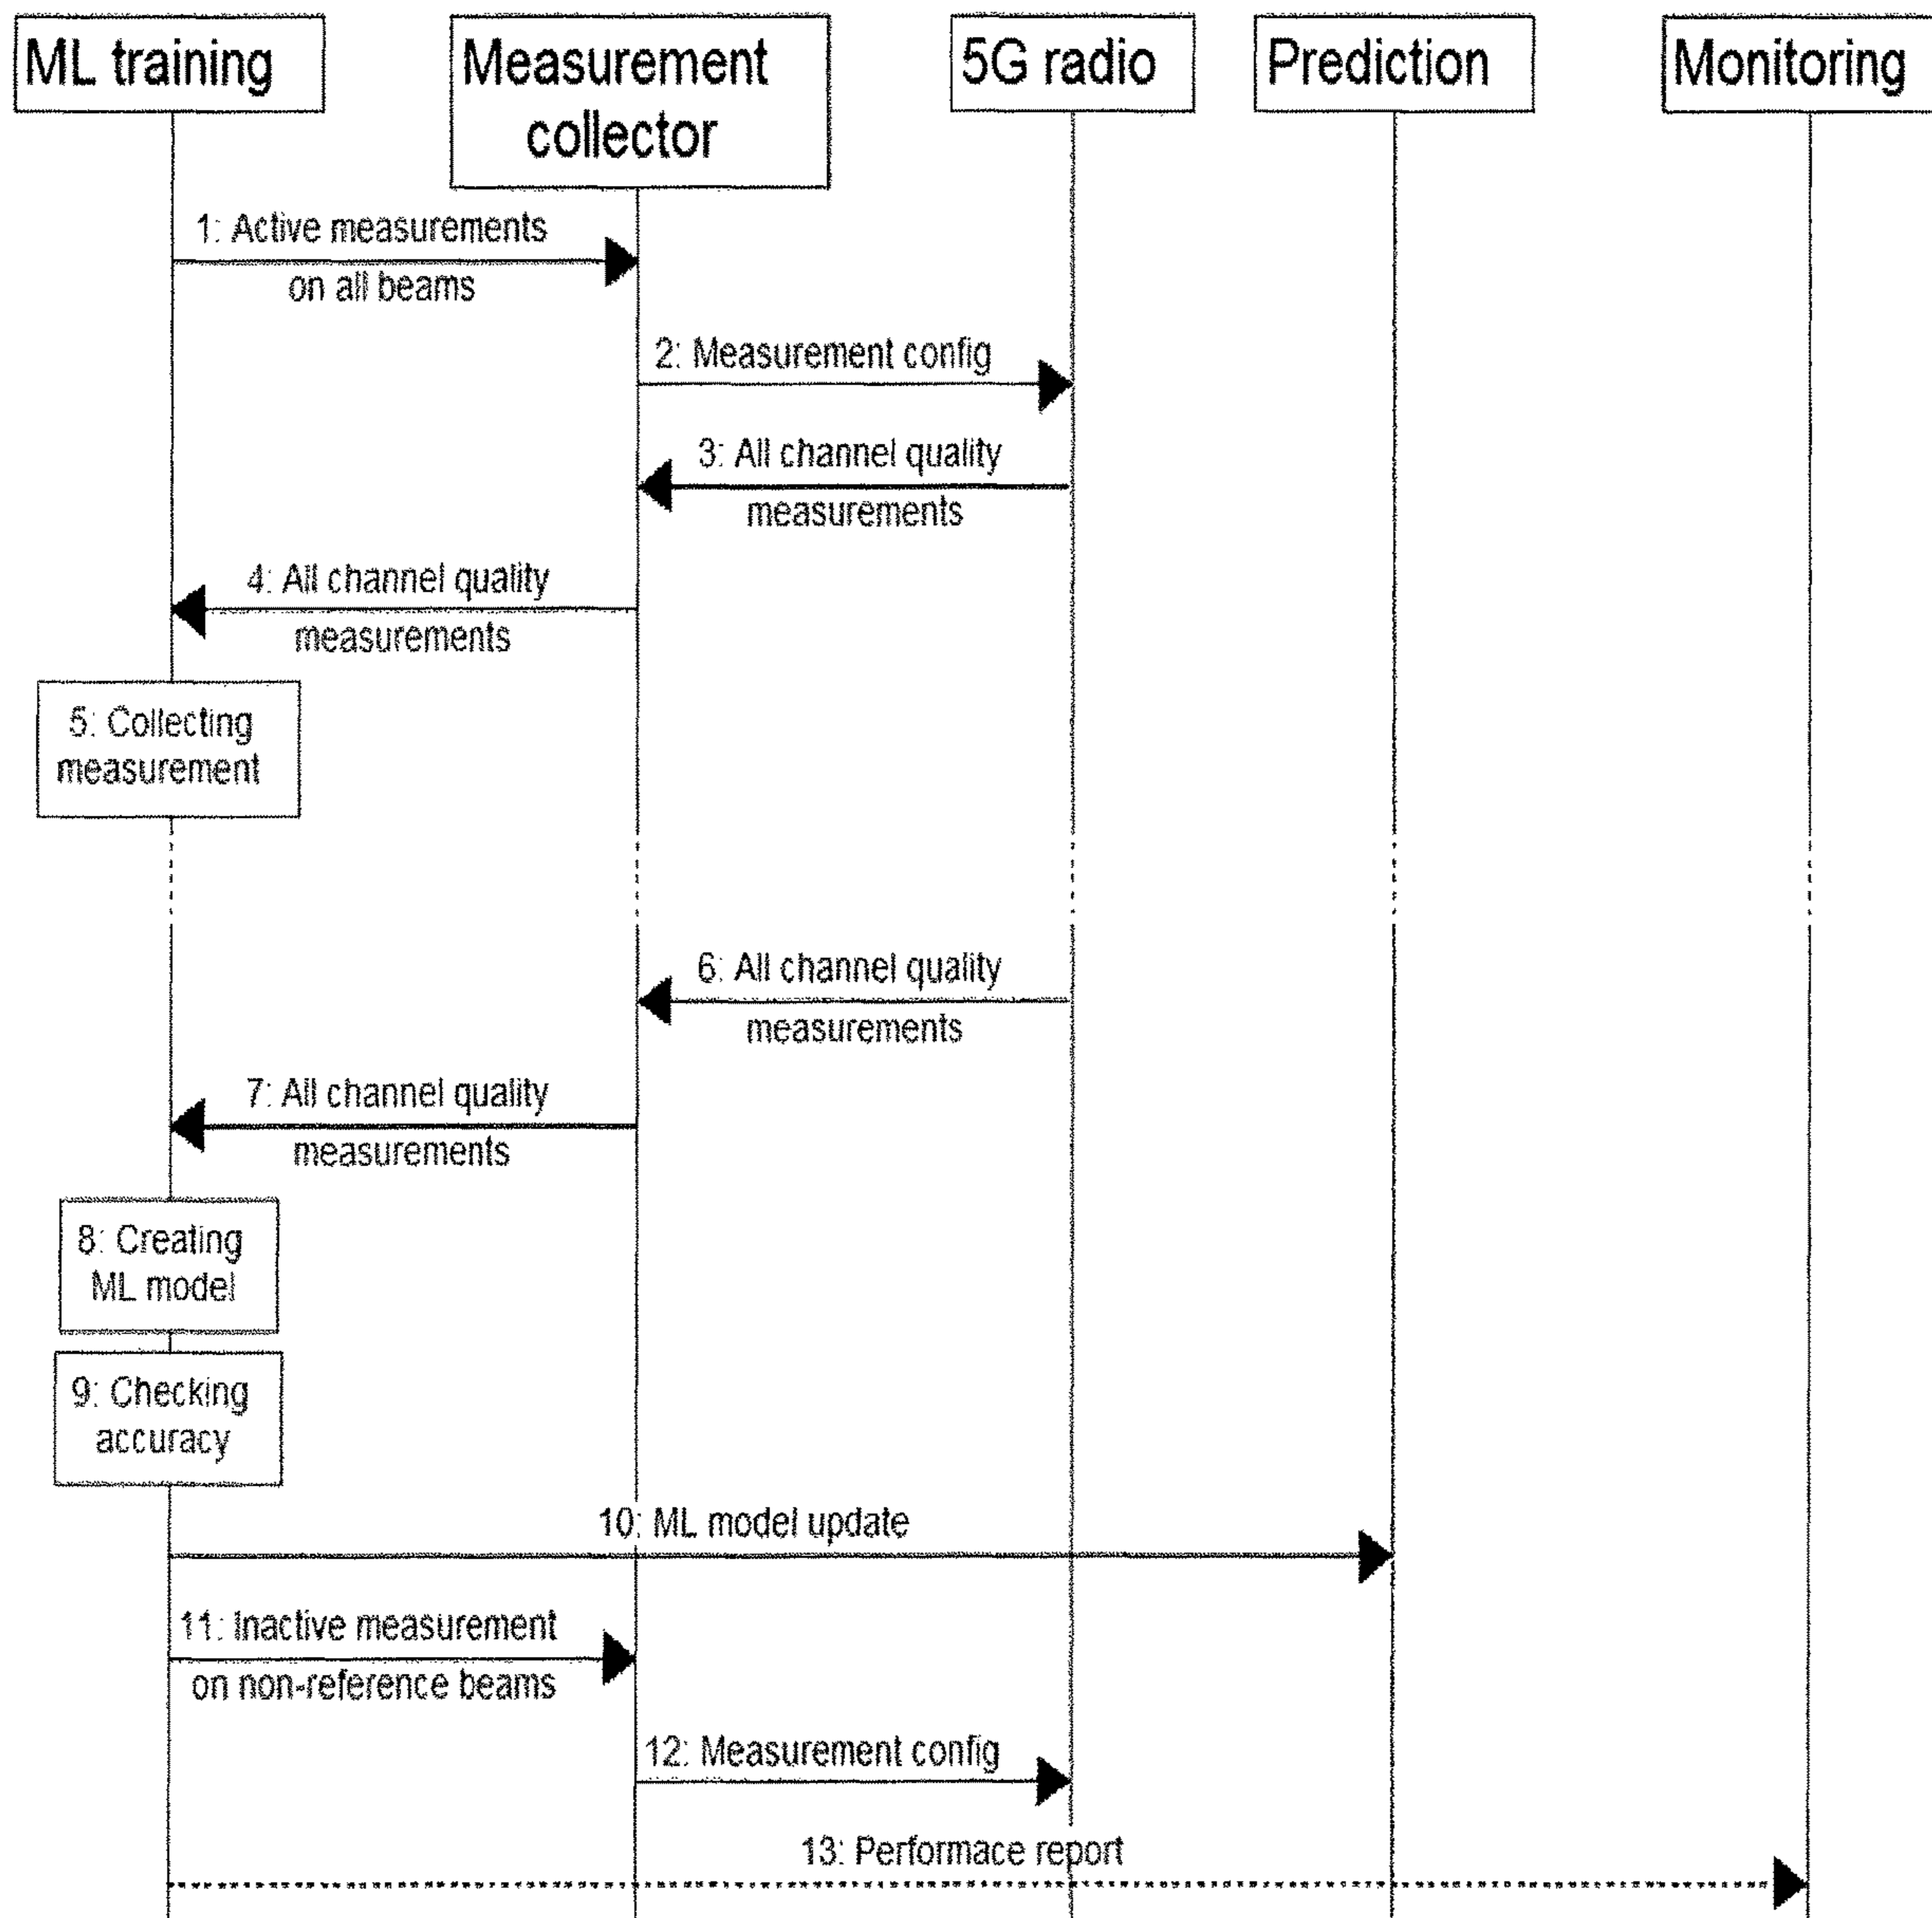 ML training
Measurement
collector
5G radio
Prediction
Monitoring
1: Active measurements
on all beams
2: Measurement config
3: All channel quality
measurements
4: All channel quality
measurements
5: Collecting
measurement
6: All channel quality
measurements
7: All channel quality
measurements
8: Creating
ML model
9: Checking
accuracy
10: ML model update
11: Inactive measurement
on non-reference beams
12: Measurement config
13: Performace report